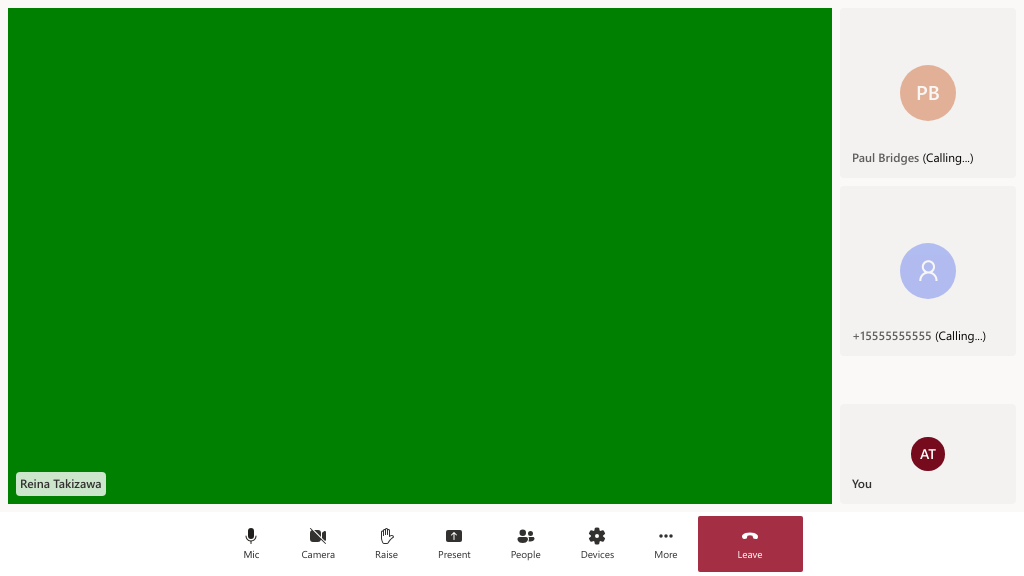 PB
Paul Bridges (Calling...)
+15555555555 (Calling...)
AT
You
Reina Takizawa
Mic
Camera
Raise
Present
People
Devices
More
Leave